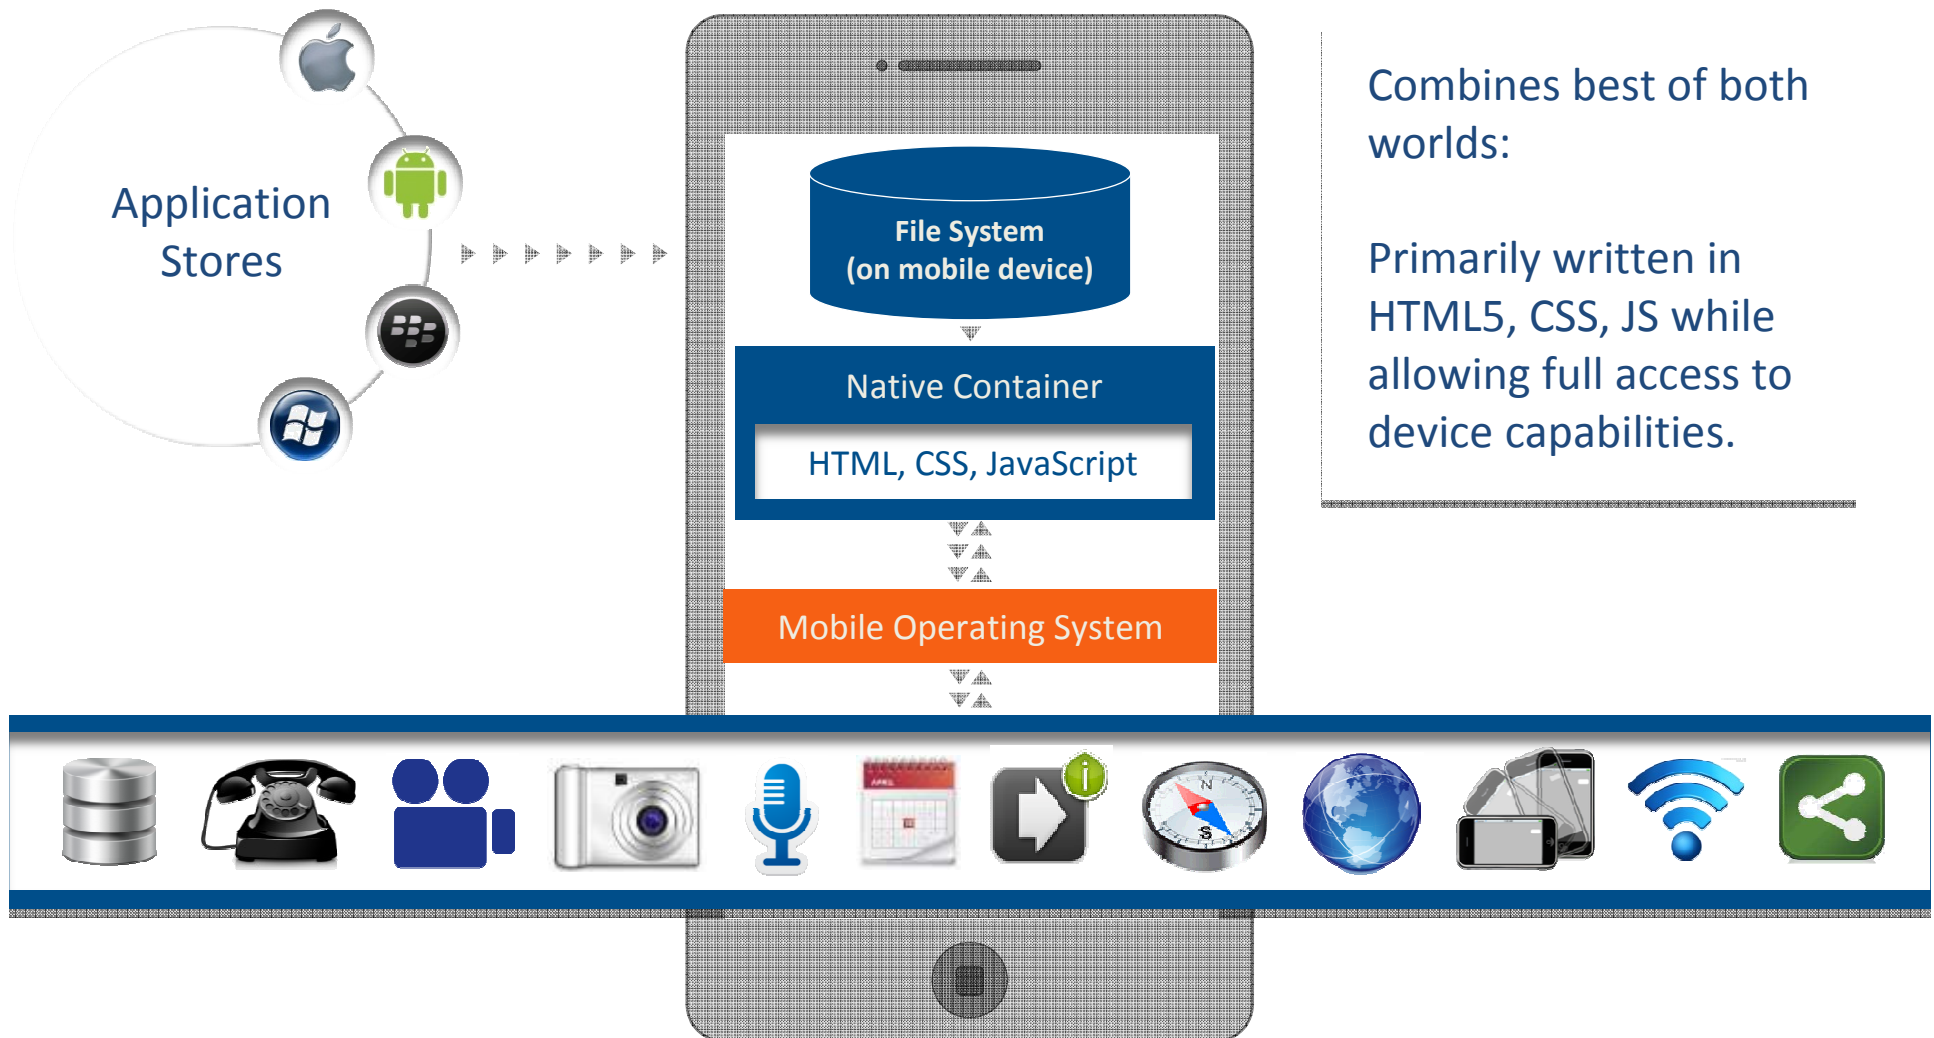 Application
Stores
File System
(on mobile device)
Native Container
HTML, CSS, JavaScript
Mobile Operating System
Combines best of both
worlds:
Primarily written in
HTML5, CSS, JS while
allowing full access to
device capabilities.
APRIL
i
N
S